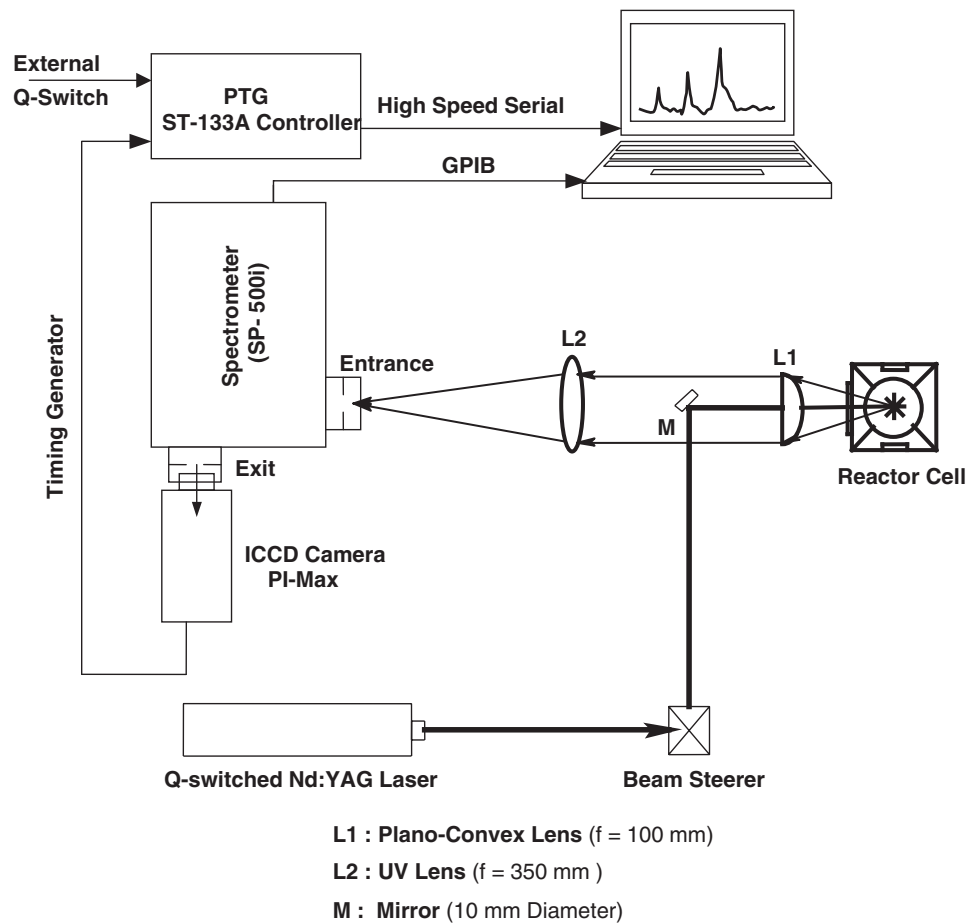 External
Q-Switch
PTG
ST-133A Controller
High Speed Serial
GPIB
Spectrometer
(SP- 500i)
Entrance
L2
L1
M
Reactor Cell
Timing Generator
Exit
ICCD Camera
PI-Max
Q-switched Nd:YAG Laser
Beam Steerer
L1 : Plano-Convex Lens (f = 100 mm)
L2 : UV Lens (f = 350 mm )
M : Mirror (10 mm Diameter)